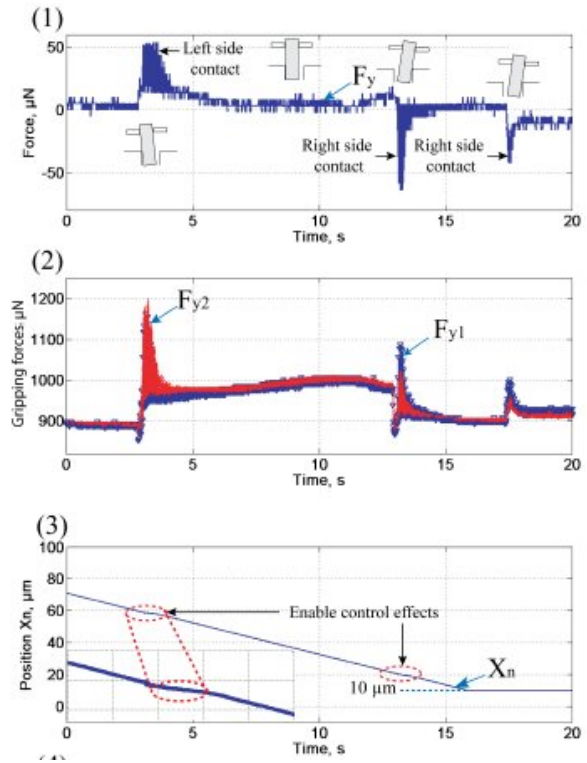 (1)
50
0
-50
Force, µN
Left side
contact
Fy
Right side
contact
Right side
contact
0 5 10 15 20
Time, s
(2)
1200
1100
1000
900
Gripping forces µN
Fy2
Fy1
0 5 10 15 20
Time, s
(3)
100
80
60
40
20
0
Position Xn, µm
Enable control effects
10 µm
Xn
0 5 10 15 20
Time, s